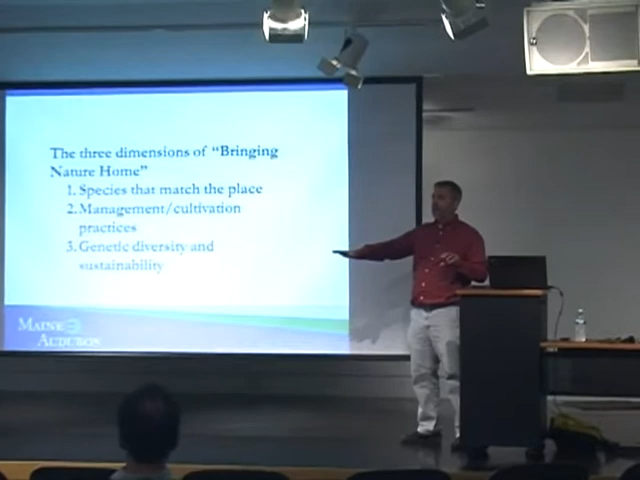 The three dimensions of “Bringing
Nature Home”
1. Species that match the place
2. Management/cultivation
practices
3. Genetic diversity and
sustainability
MAINE
AUDUBON